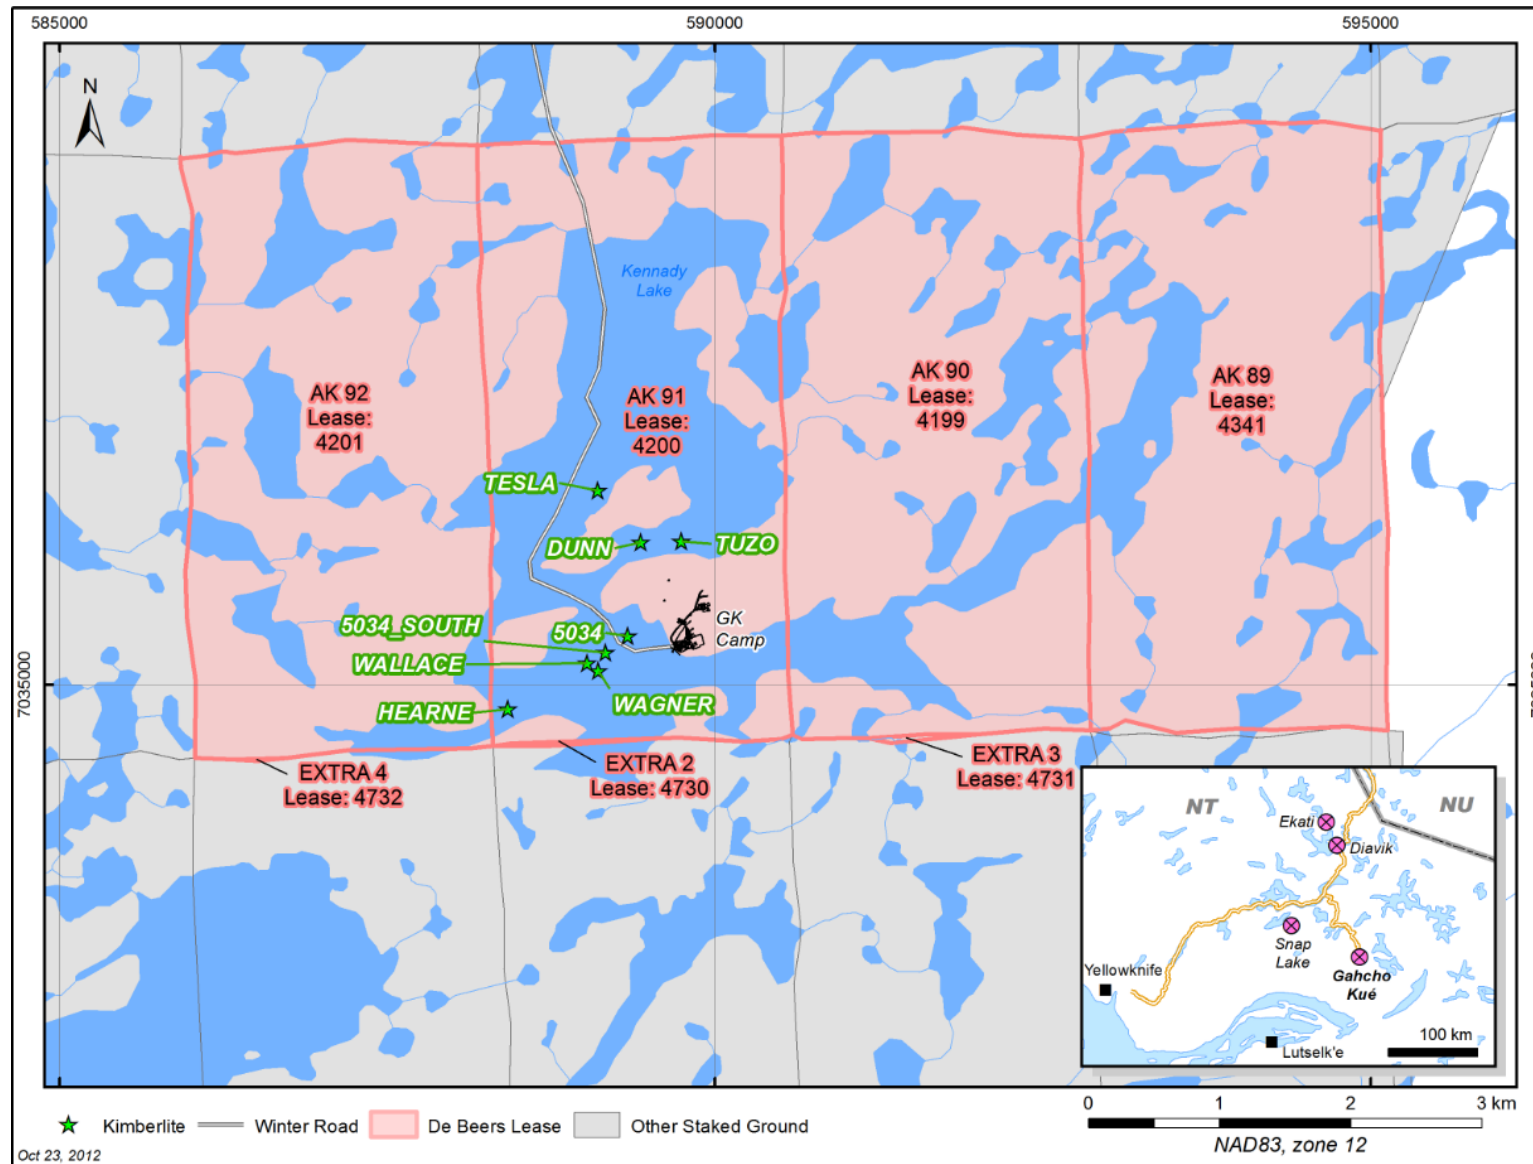 585000
590000
595000
N
Kennady
Lake
AK 92
Lease:
4201
AK 91
Lease:
4200
AK 90
Lease:
4199
AK 89
Lease:
4341
TESLA
DUNN
TUZO
5034_SOUTH
5034
GK
Camp
WALLACE
WAGNER
HEARNE
7035000
EXTRA 4
Lease: 4732
EXTRA 2
Lease: 4730
EXTRA 3
Lease: 4731
NT
NU
Ekati
Diavik
Snap
Lake
Gahcho
Kué
Yellowknife
Lutselk'e
100 km
Kimberlite
Winter Road
De Beers Lease
Other Staked Ground
0 1 2 3 km
NAD83, zone 12
Oct 23, 2012